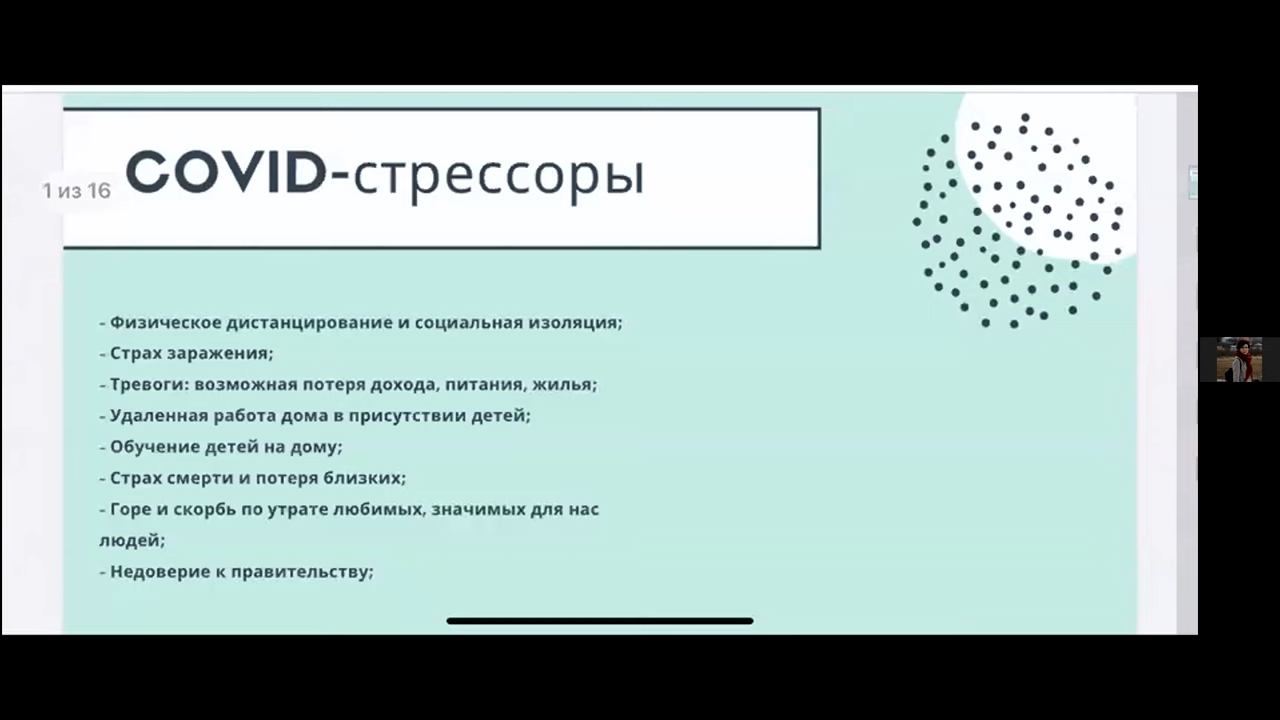 COVID-стрессоры
1 из 16
- Физическое дистанцирование и социальная изоляция;
- Страх заражения;
- Тревоги: возможная потеря дохода, питания, жилья;
- Удаленная работа дома в присутствии детей;
- Обучение детей на дому;
- Страх смерти и потеря близких;
- Горе и скорбь по утрате любимых, значимых для нас
людей;
- Недоверие к правительству;